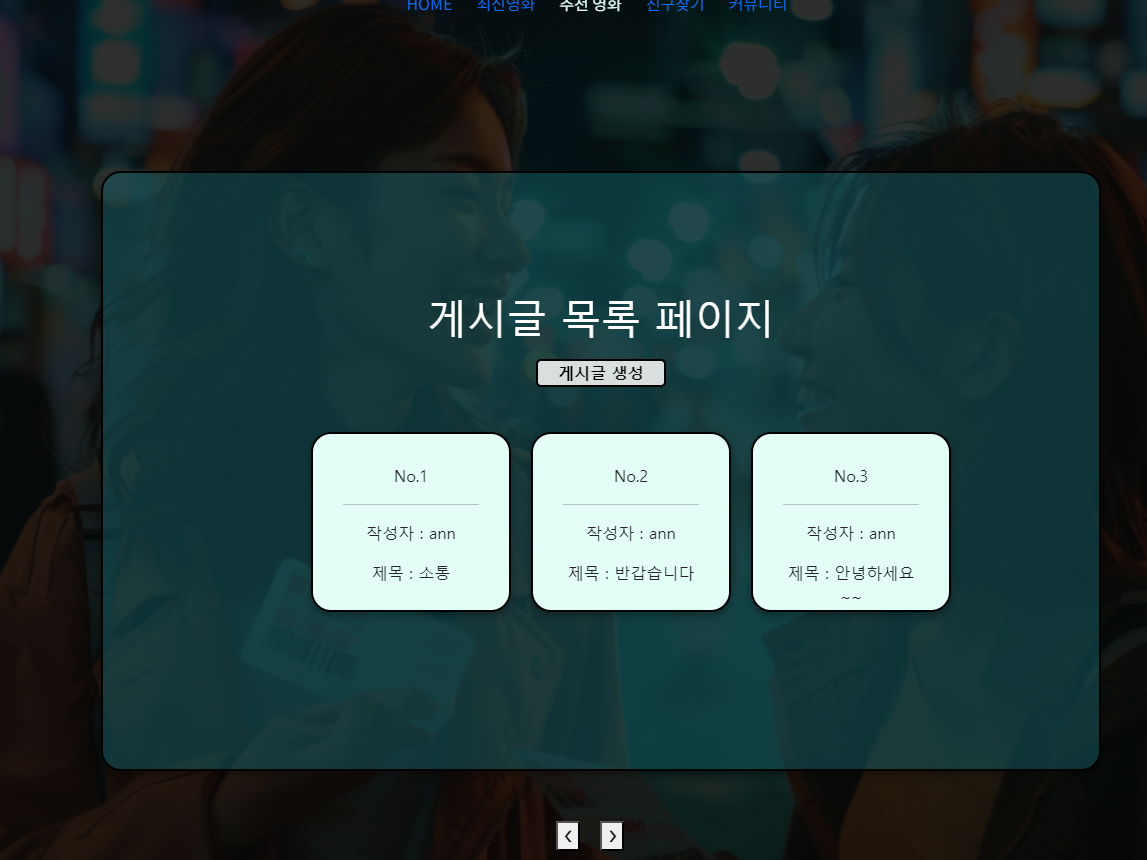 HOME 최신영화 추천 영화 친구찾기 커뮤니티
게시글 목록 페이지
게시글 생성
No.1
작성자 : ann
제목 : 소통
No.2
작성자 : ann
제목 : 반갑습니다
No.3
작성자 : ann
제목 : 안녕하세요
~~
‹ ›